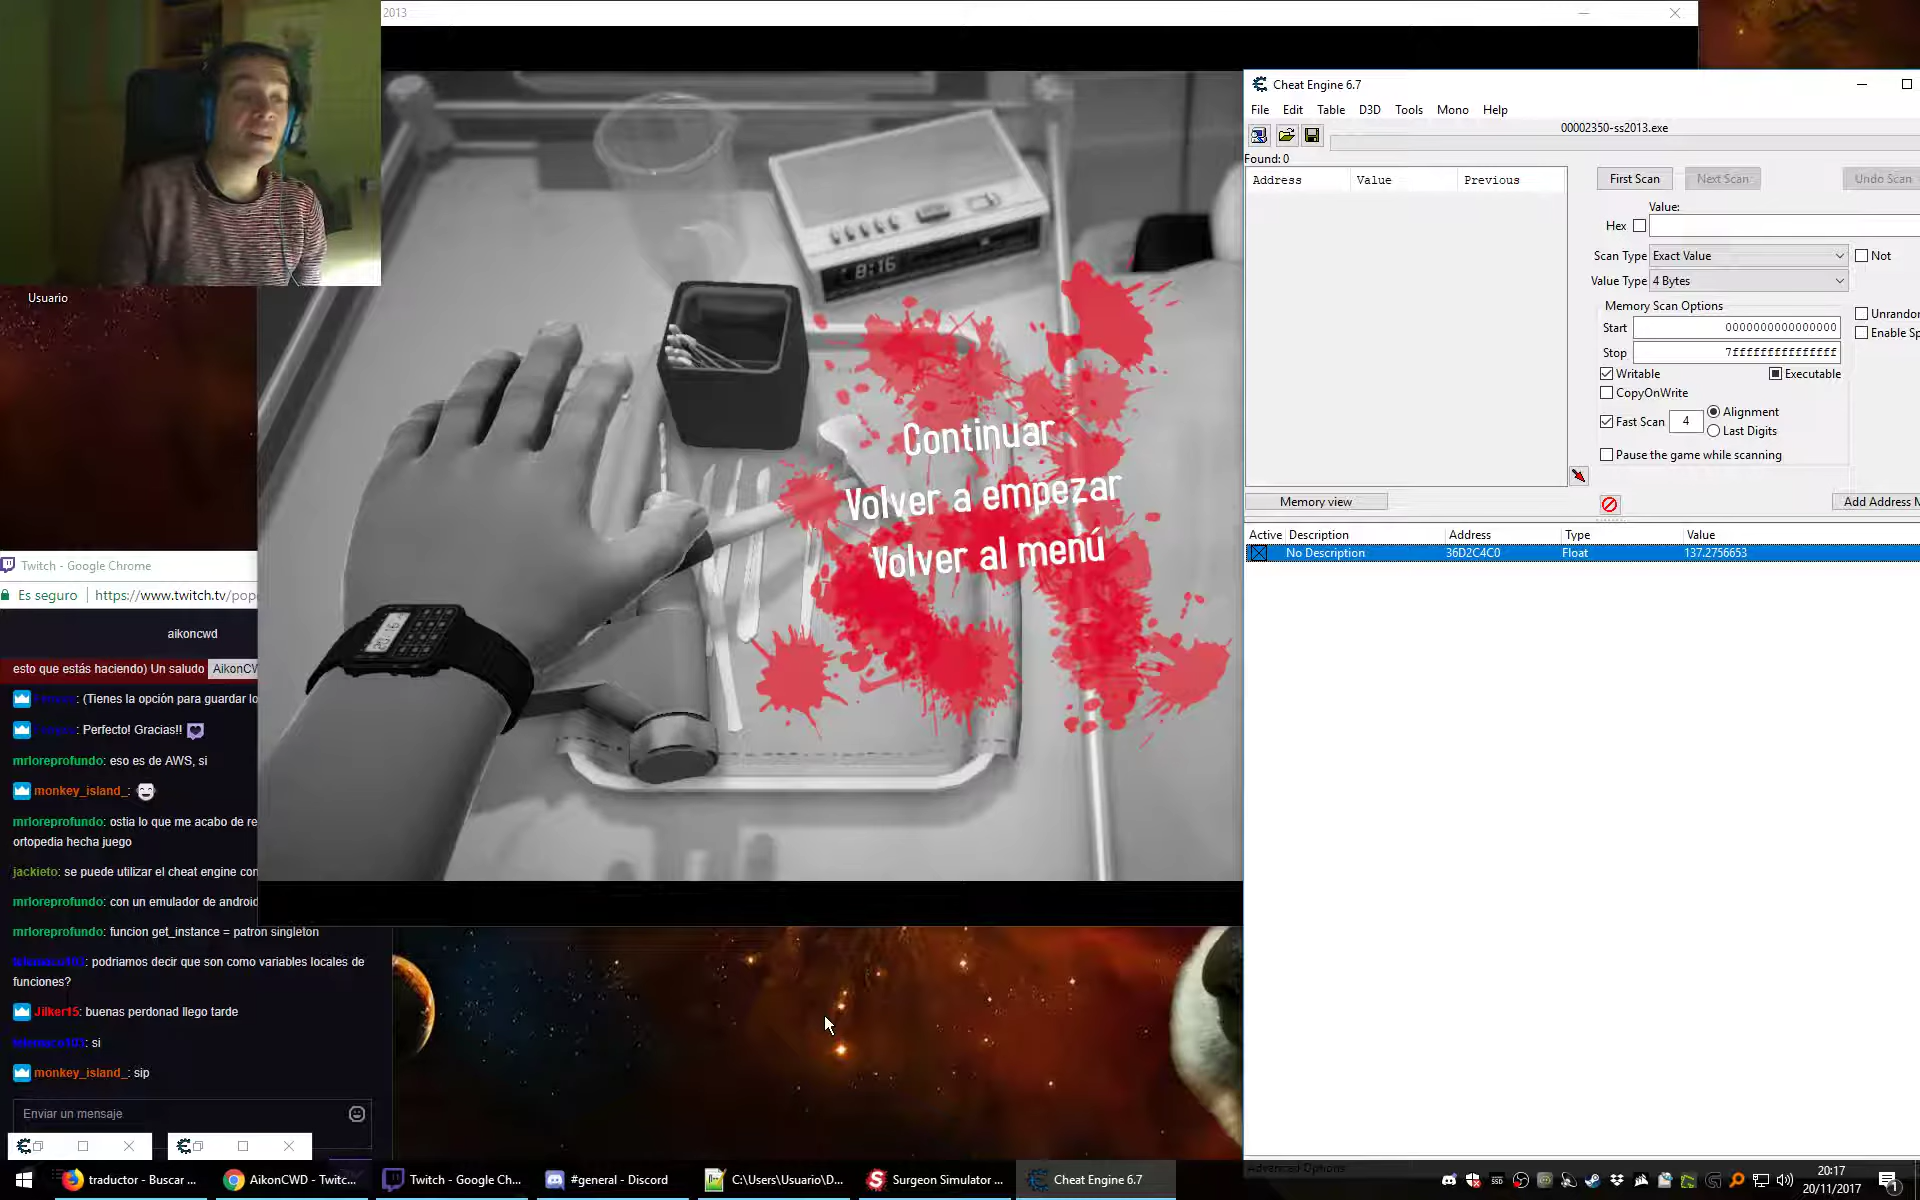 2013
Usuario
8:16
Continuar
Volver a empezar
Volver al menú
Cheat Engine 6.7
File Edit Table D3D Tools Mono Help
00002350-ss2013.exe
Found: 0
Address Value Previous
First Scan Next Scan Undo Scan
Value:
Hex
Scan Type Exact Value Not
Value Type 4 Bytes
Memory Scan Options
Start 0000000000000000
Unrandor
Enable Sp
Stop 7fffffffffffffff
Writable Executable
CopyOnWrite
Fast Scan 4 Alignment
Last Digits
Pause the game while scanning
Memory view Add Address M
Active Description Address Type Value
No Description 36D2C4C0 Float 137.2756653
Advanced Options
Twitch - Google Chrome
Es seguro https://www.twitch.tv/pop
aikoncwd
esto que estás haciendo) Un saludo AikonCW
: (Tienes la opción para guardar lo
: Perfecto! Gracias!!
mrloreprofundo: eso es de AWS, si
monkey_island_:
mrloreprofundo: ostia lo que me acabo de re
ortopedia hecha juego
jackieto: se puede utilizar el cheat engine con
mrloreprofundo: con un emulador de android
mrloreprofundo: funcion get_instance = patron singleton
: podriamos decir que son como variables locales de
funciones?
Jilker15: buenas perdonad llego tarde
: si
monkey_island_: sip
Enviar un mensaje
traductor - Buscar ... AikonCWD - Twitc... Twitch - Google Ch... #general - Discord C:\Users\Usuario\D... Surgeon Simulator ... Cheat Engine 6.7
20:17
20/11/2017